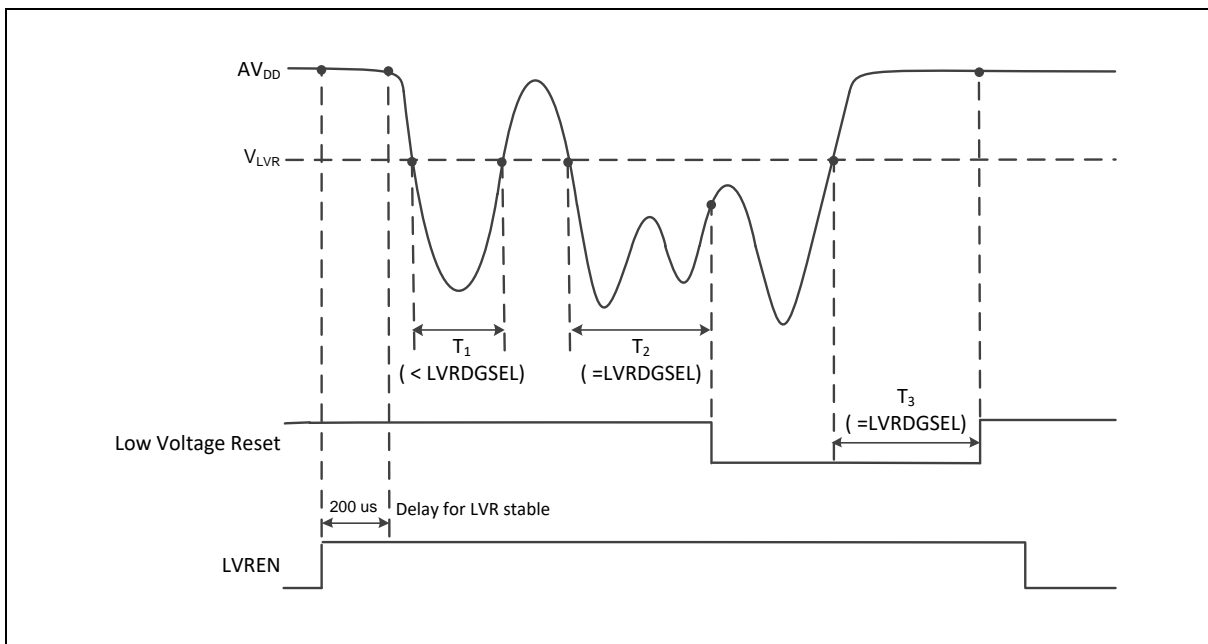 AVDD
VLVR
T1
( < LVRDGSEL)
T2
( =LVRDGSEL)
T3
( =LVRDGSEL)
Low Voltage Reset
200 us
Delay for LVR stable
LVREN